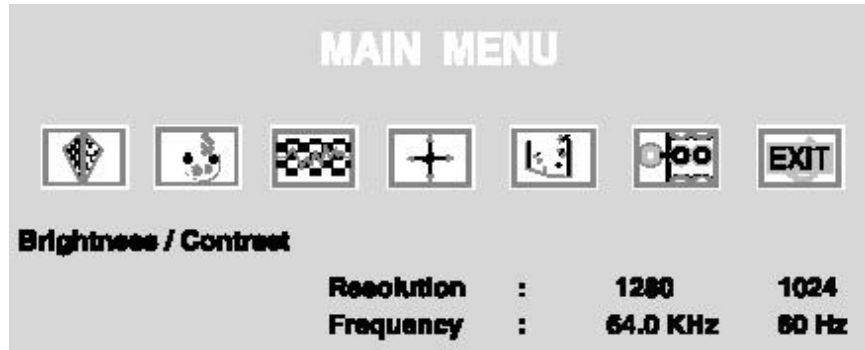 MAIN MENU
EXIT
Brightness / Contrast
Resolution : 1280 1024
Frequency : 64.0 KHz 60 Hz